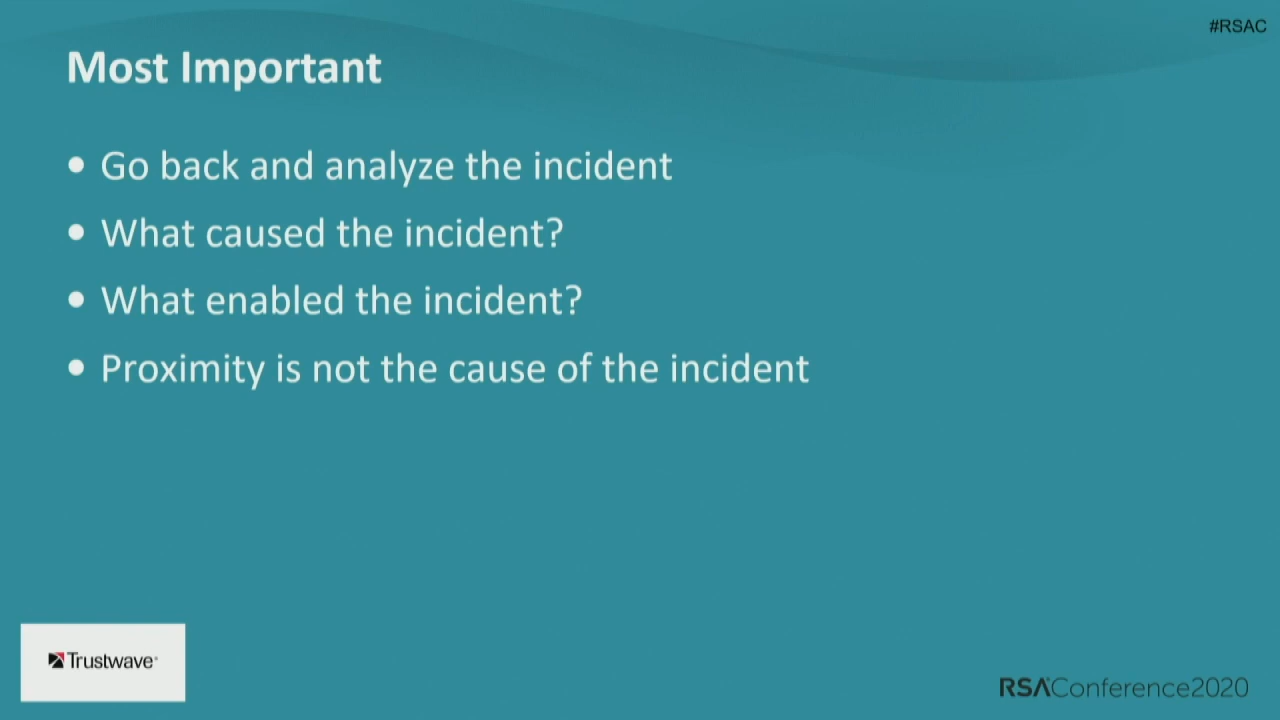 #RSAC
Most Important
• Go back and analyze the incident
• What caused the incident?
• What enabled the incident?
• Proximity is not the cause of the incident
Trustwave®
RSAConference2020